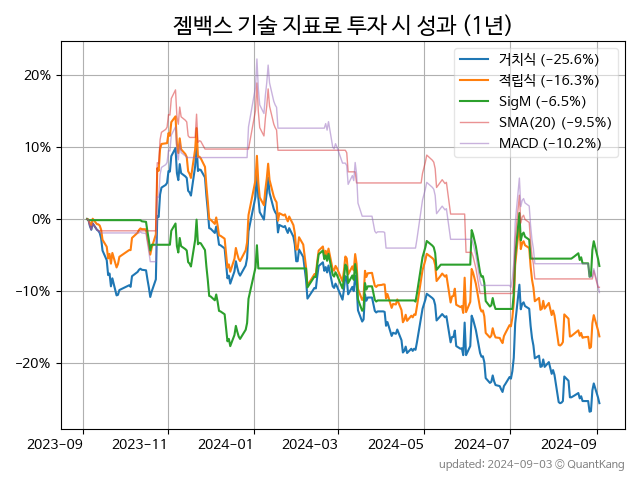 젬백스 기술 지표로 투자 시 성과 (1년)
거치식 (−25.6%)
적립식 (−16.3%)
SigM (−6.5%)
SMA(20) (−9.5%)
MACD (−10.2%)
20%
10%
0%
−10%
−20%
2023-09
2023-11
2024-01
2024-03
2024-05
2024-07
2024-09
updated: 2024-09-03 © QuantKang